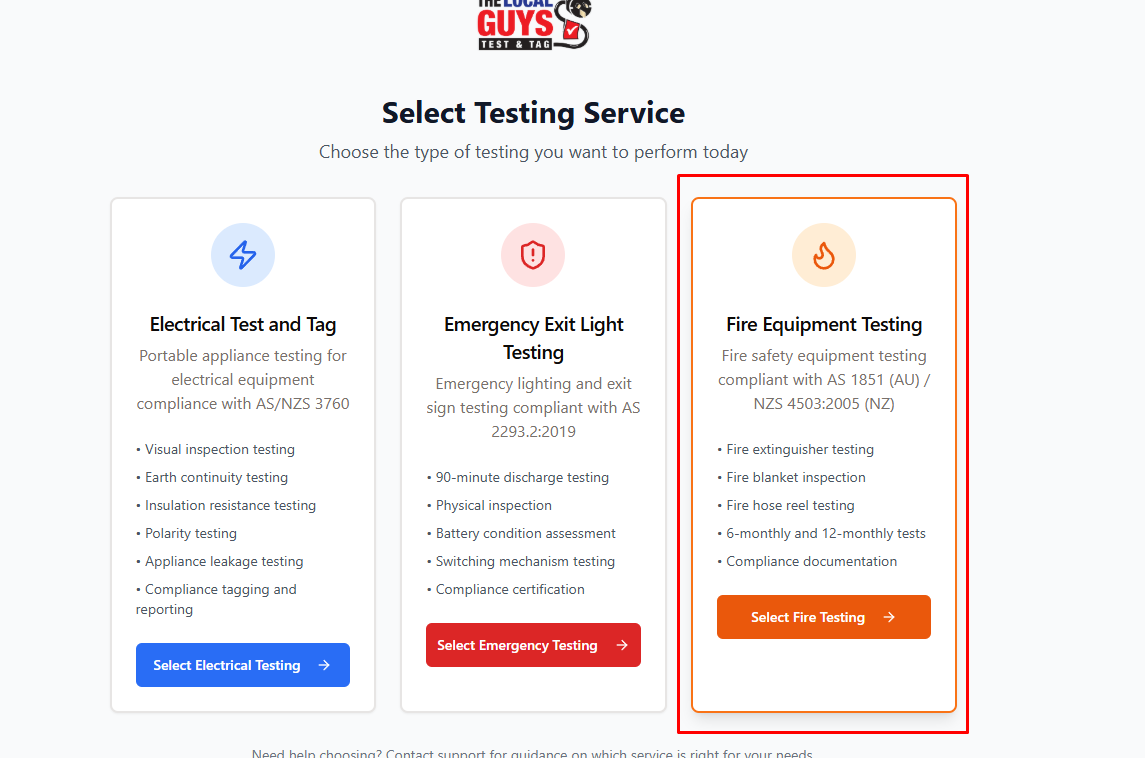 THE LOCAL
GUYS
TEST & TAG
Select Testing Service
Choose the type of testing you want to perform today
Electrical Test and Tag
Portable appliance testing for
electrical equipment
compliance with AS/NZS 3760
• Visual inspection testing
• Earth continuity testing
• Insulation resistance testing
• Polarity testing
• Appliance leakage testing
• Compliance tagging and
reporting
Select Electrical Testing →
Emergency Exit Light
Testing
Emergency lighting and exit
sign testing compliant with AS
2293.2:2019
• 90-minute discharge testing
• Physical inspection
• Battery condition assessment
• Switching mechanism testing
• Compliance certification
Select Emergency Testing →
Fire Equipment Testing
Fire safety equipment testing
compliant with AS 1851 (AU) /
NZS 4503:2005 (NZ)
• Fire extinguisher testing
• Fire blanket inspection
• Fire hose reel testing
• 6-monthly and 12-monthly tests
• Compliance documentation
Select Fire Testing →
Need help choosing? Contact support for guidance on which service is right for your needs.